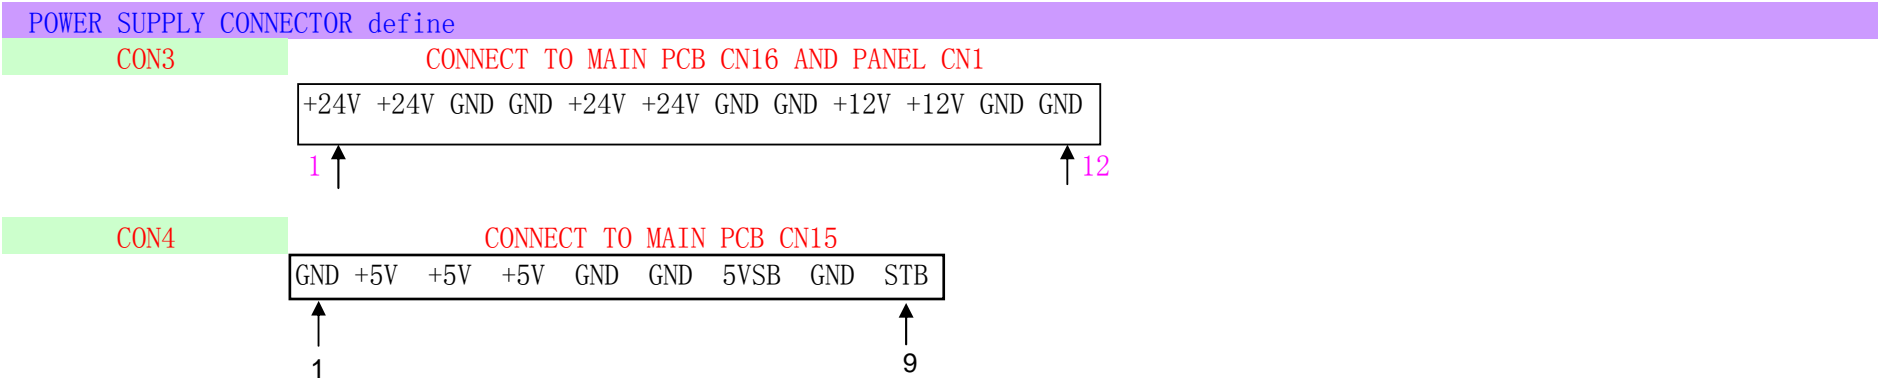 POWER SUPPLY CONNECTOR define
CON3 CONNECT TO MAIN PCB CN16 AND PANEL CN1
+24V +24V GND GND +24V +24V GND GND +12V +12V GND GND
1 12
CON4 CONNECT TO MAIN PCB CN15
GND +5V +5V +5V GND GND 5VSB GND STB
1 9